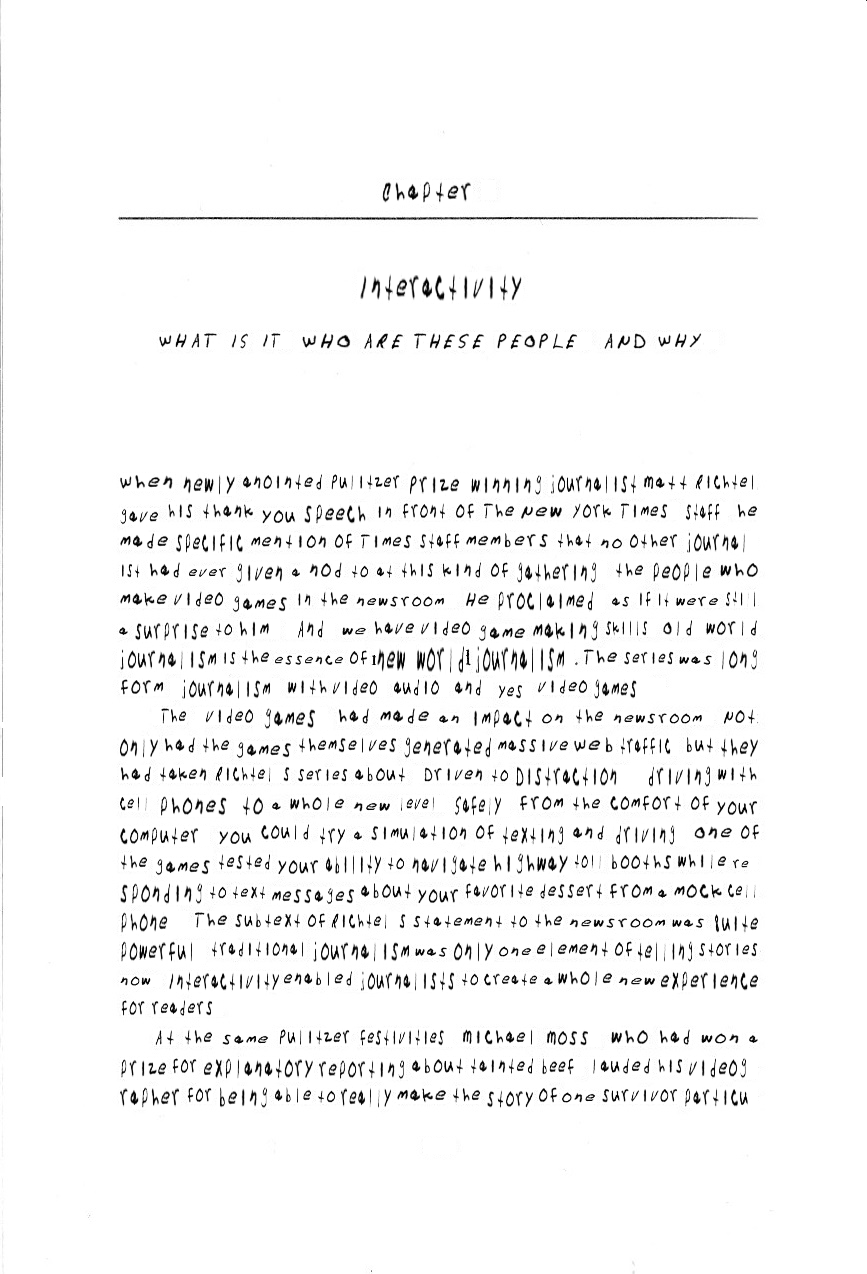 Chapter
Interactivity
WHAT IS IT WHO ARE THESE PEOPLE AND WHY
when newly anointed Pulitzer Prize winning journalist matt Richtel
gave his thank you speech in front of The New York Times staff he
made specific mention of Times staff members that no other journal
ist had ever given a nod to at this kind of gathering the people who
make video games in the newsroom He proclaimed as if it were still
a surprise to him And we have video game making skills old world
journalism is the essence of 1new world1journalism . The series was long
form journalism with video audio and yes video games
The video games had made an impact on the newsroom Not
only had the games themselves generated massive web traffic but they
had taken Richtel s series about Driven to Distraction driving with
cell phones to a whole new level safely from the comfort of your
computer you could try a simulation of texting and driving one of
the games tested your ability to navigate highway toll booths while re
sponding to text messages about your favorite dessert from a mock cell
phone The subtext of Richtel s statement to the newsroom was quite
powerful traditional journalism was only one element of telling stories
now Interactivity enabled journalists to create a whole new experience
for readers
At the same Pulitzer festivities michael moss who had won a
prize for explanatory reporting about tainted beef lauded his videog
rapher for being able to really make the story of one survivor particu